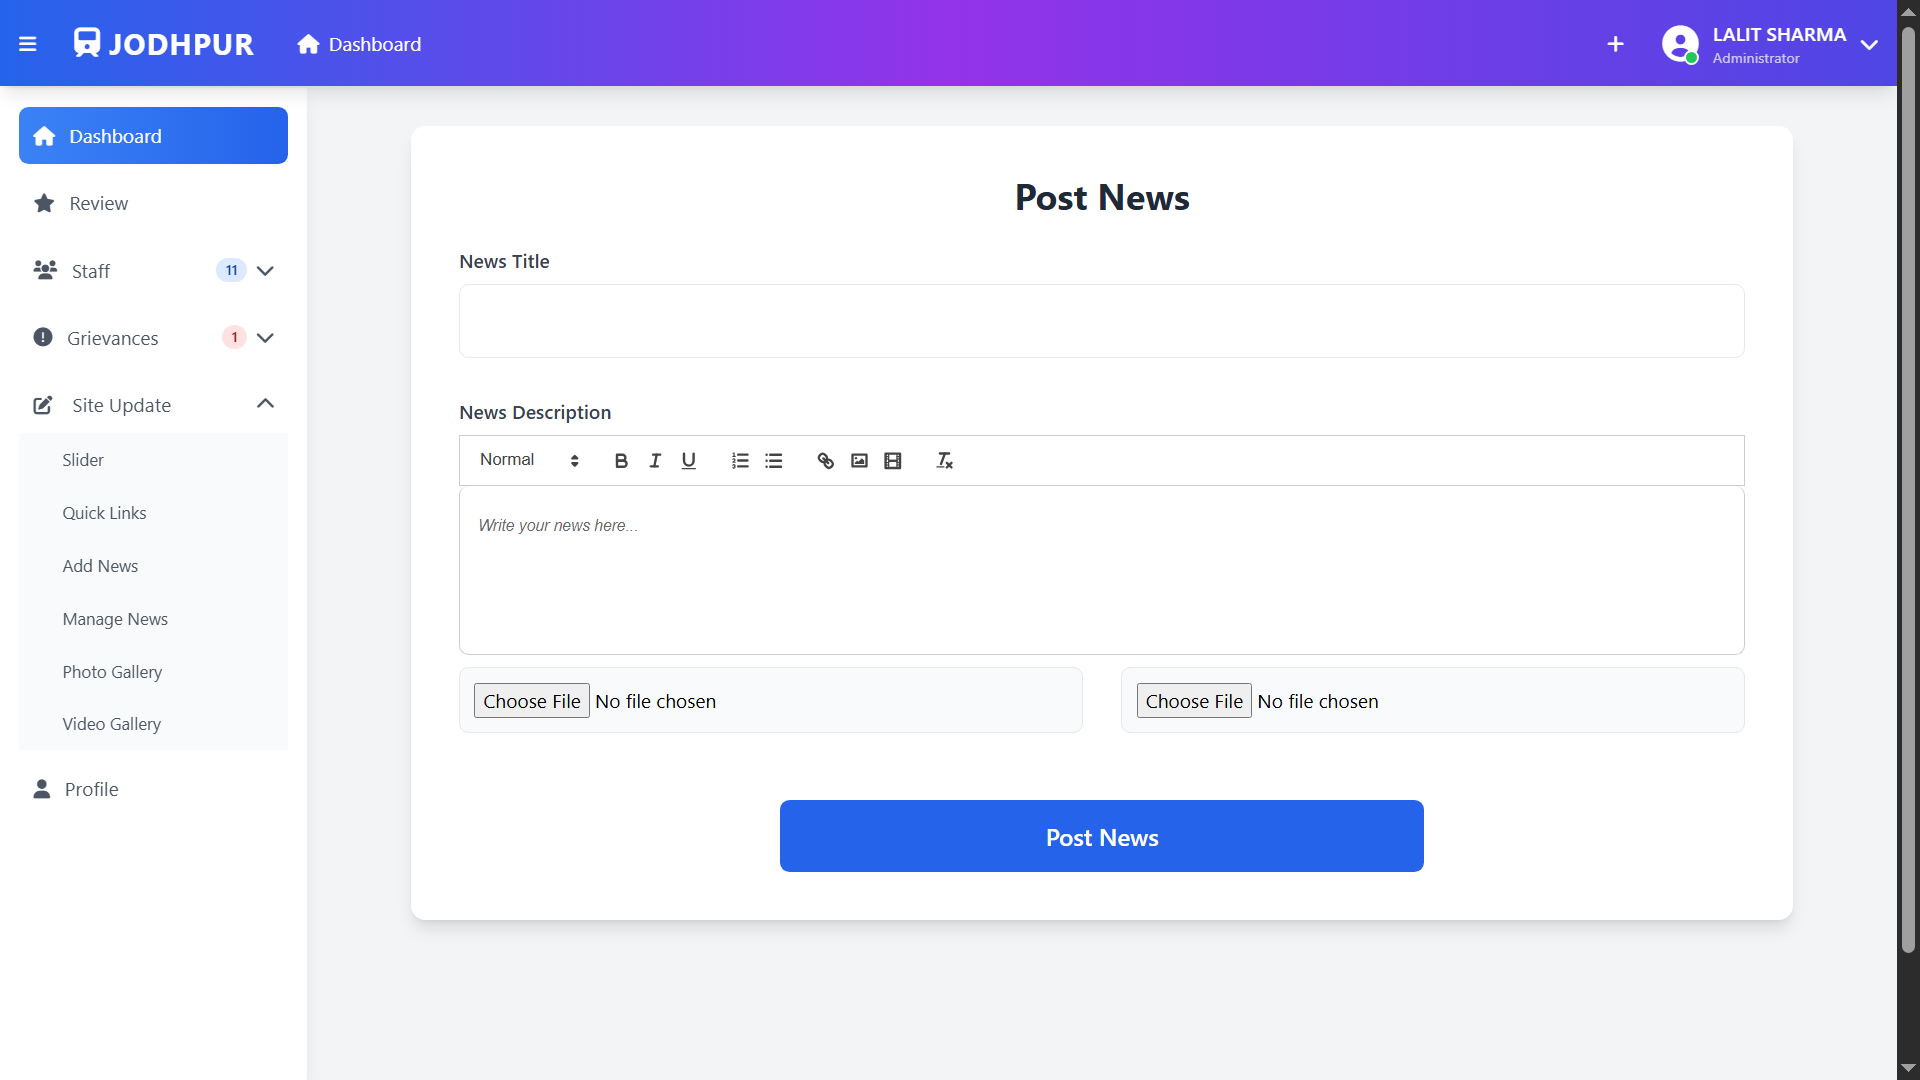 JODHPUR
Dashboard
LALIT SHARMA
Administrator
Dashboard
Review
Staff 11
Grievances 1
Site Update
Slider
Quick Links
Add News
Manage News
Photo Gallery
Video Gallery
Profile
Post News
News Title
News Description
Normal
Write your news here...
Choose File No file chosen
Choose File No file chosen
Post News